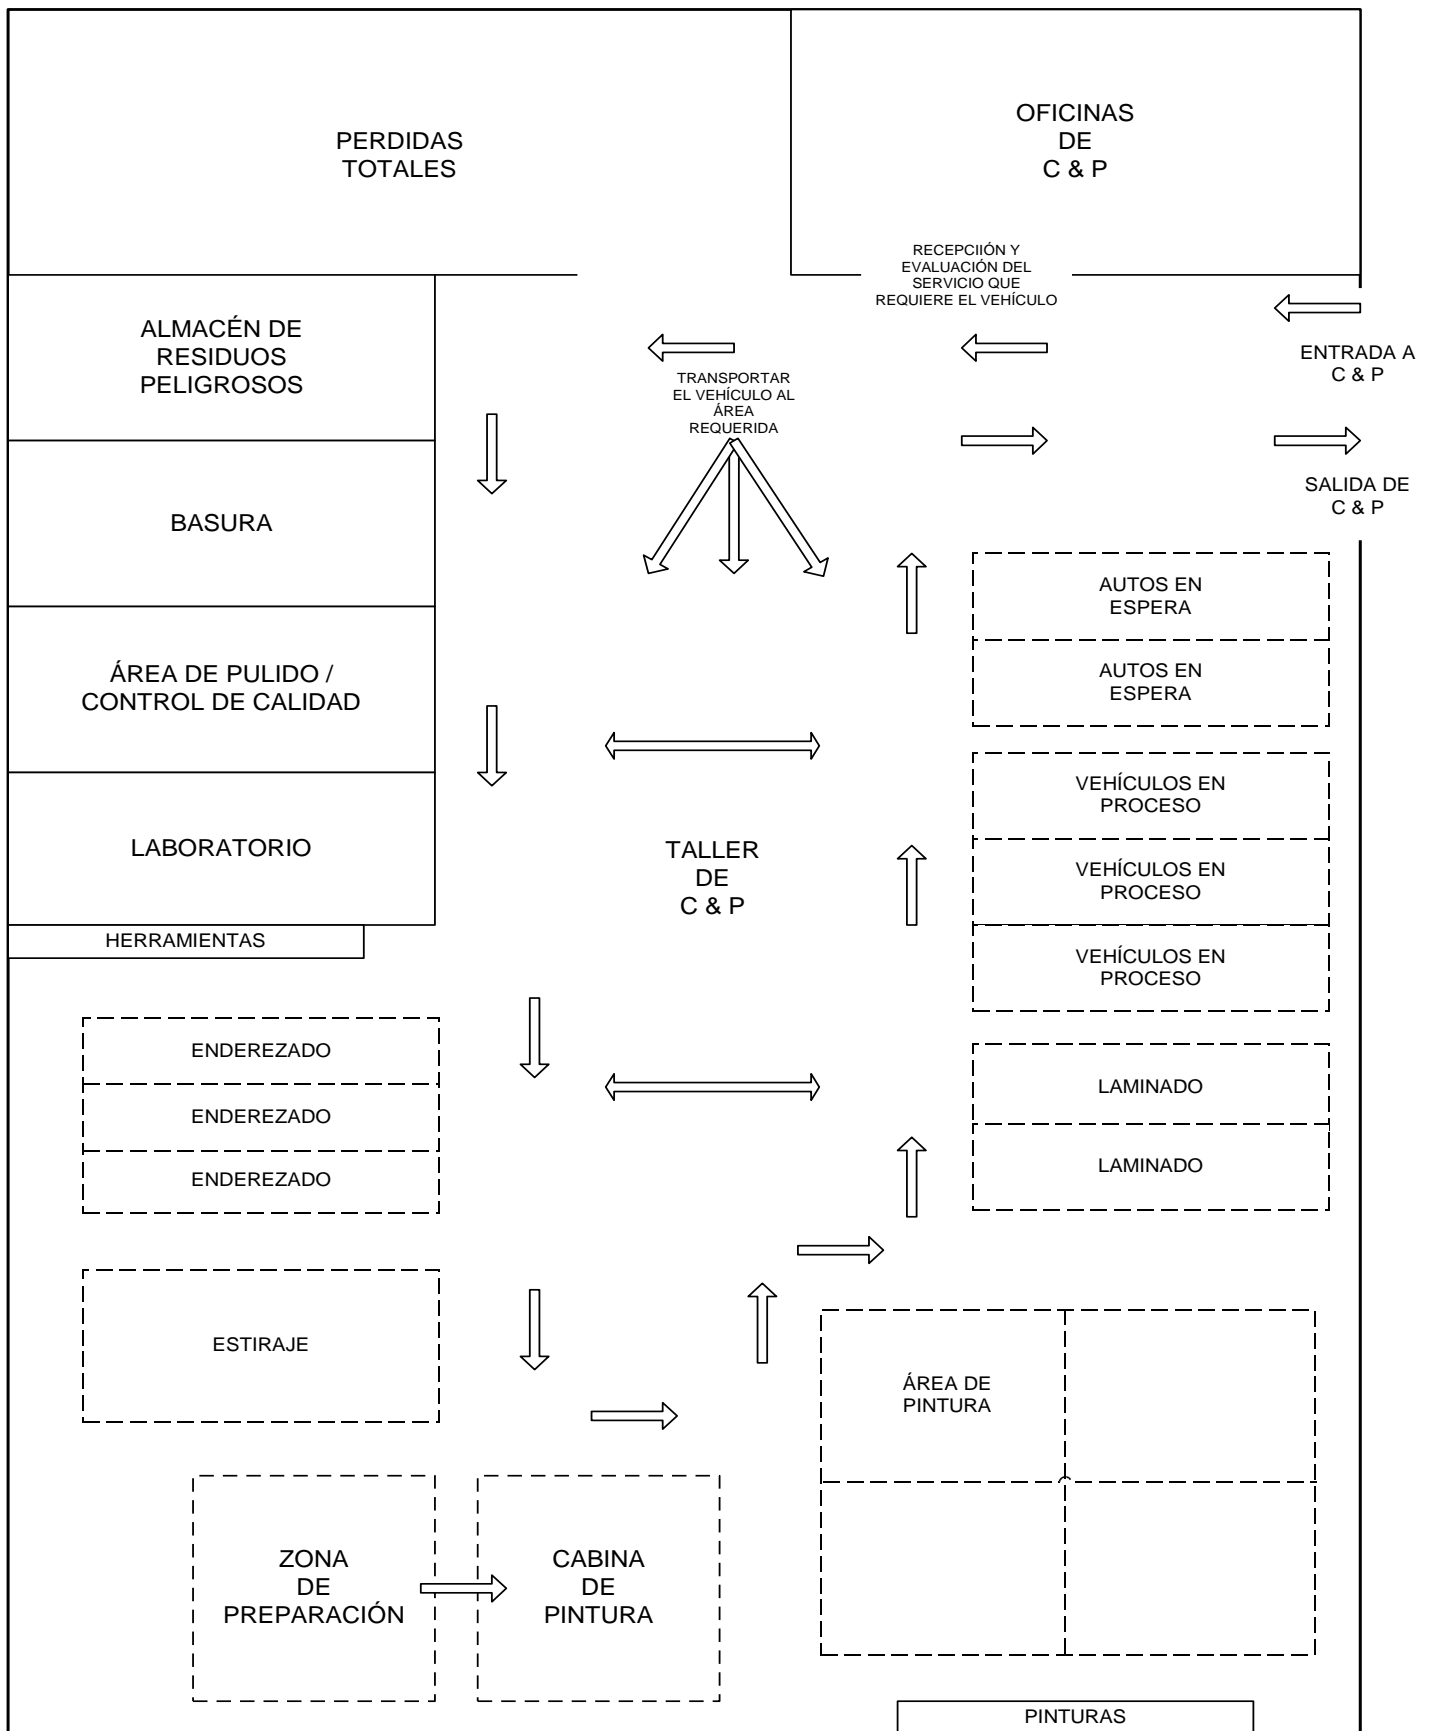 PERDIDAS
TOTALES
OFICINAS
DE
C & P
RECEPCIIÓN Y
EVALUACIÓN DEL
SERVICIO QUE
REQUIERE EL VEHÍCULO
ALMACÉN DE
RESIDUOS
PELIGROSOS
ENTRADA A
C & P
TRANSPORTAR
EL VEHÍCULO AL
ÁREA
REQUERIDA
SALIDA DE
C & P
BASURA
AUTOS EN
ESPERA
AUTOS EN
ESPERA
ÁREA DE PULIDO /
CONTROL DE CALIDAD
VEHÍCULOS EN
PROCESO
LABORATORIO
TALLER
DE
C & P
VEHÍCULOS EN
PROCESO
HERRAMIENTAS
VEHÍCULOS EN
PROCESO
ENDEREZADO
ENDEREZADO
ENDEREZADO
LAMINADO
LAMINADO
ESTIRAJE
ÁREA DE
PINTURA
ZONA
DE
PREPARACIÓN
CABINA
DE
PINTURA
PINTURAS